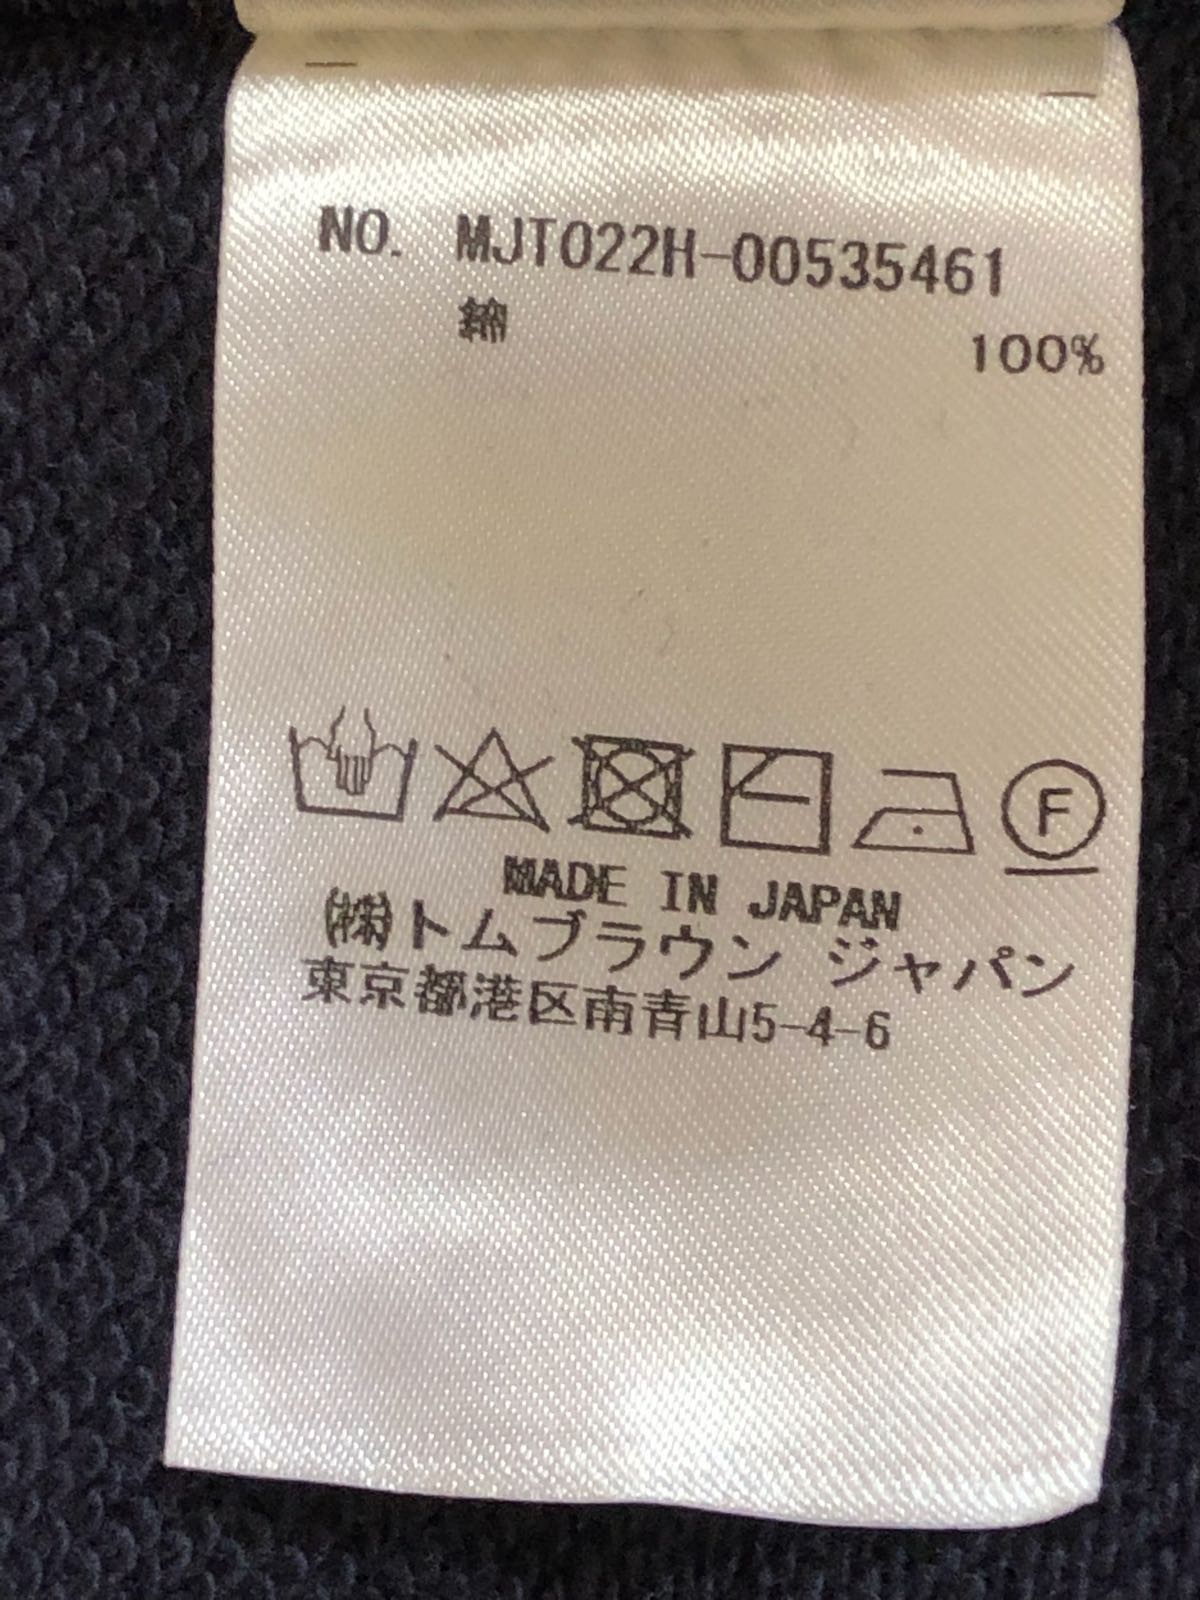 NO. MJT022H-00535461
綿 100%
F
MADE IN JAPAN
(株)トムブラウン ジャパン
東京都港区南青山5-4-6